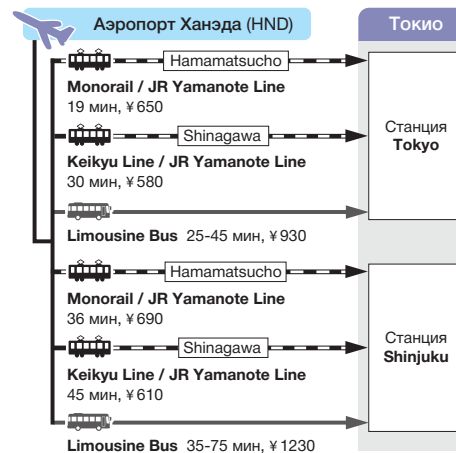 Аэропорт Ханэда (HND)
Токио
Hamamatsucho
Monorail / JR Yamanote Line
19 мин, ¥650
Shinagawa
Keikyu Line / JR Yamanote Line
30 мин, ¥580
Limousine Bus 25-45 мин, ¥930
Станция
Tokyo
Hamamatsucho
Monorail / JR Yamanote Line
36 мин, ¥690
Shinagawa
Keikyu Line / JR Yamanote Line
45 мин, ¥610
Limousine Bus 35-75 мин, ¥1230
Станция
Shinjuku